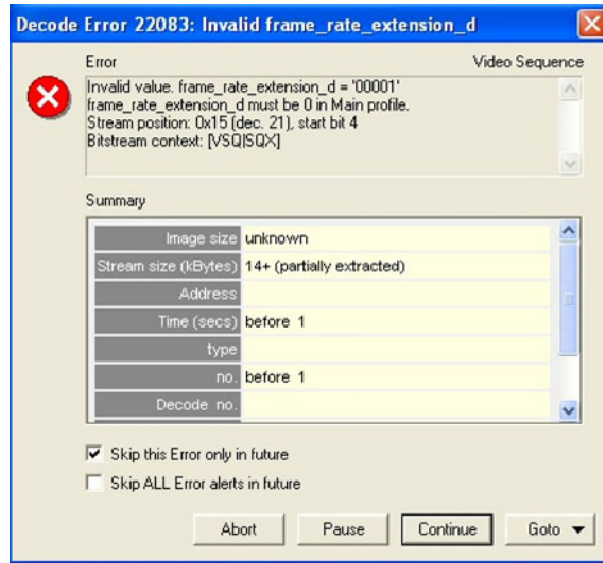 Decode Error 22083: Invalid frame_rate_extension_d
Error Video Sequence
Invalid value. frame_rate_extension_d = '00001'
frame_rate_extension_d must be 0 in Main profile.
Stream position: 0x15 (dec. 21), start bit 4
Bitstream context: [VSQ|SQX]
Summary
Image size unknown
Stream size (kBytes) 14+ (partially extracted)
Address
Time (secs) before 1
type
no. before 1
Decode no.
Skip this Error only in future
Skip ALL Error alerts in future
Abort Pause Continue Goto